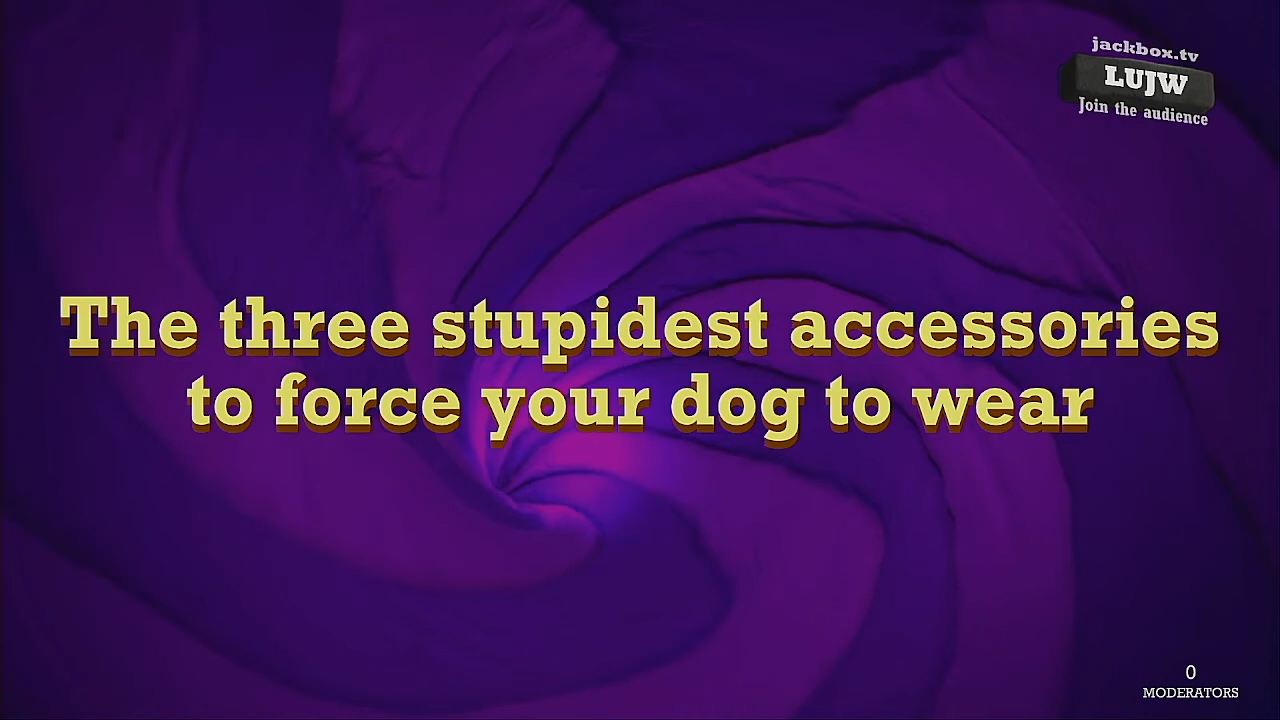 jackbox.tv
LUJW
Join the audience
The three stupidest accessories
to force your dog to wear
0
MODERATORS